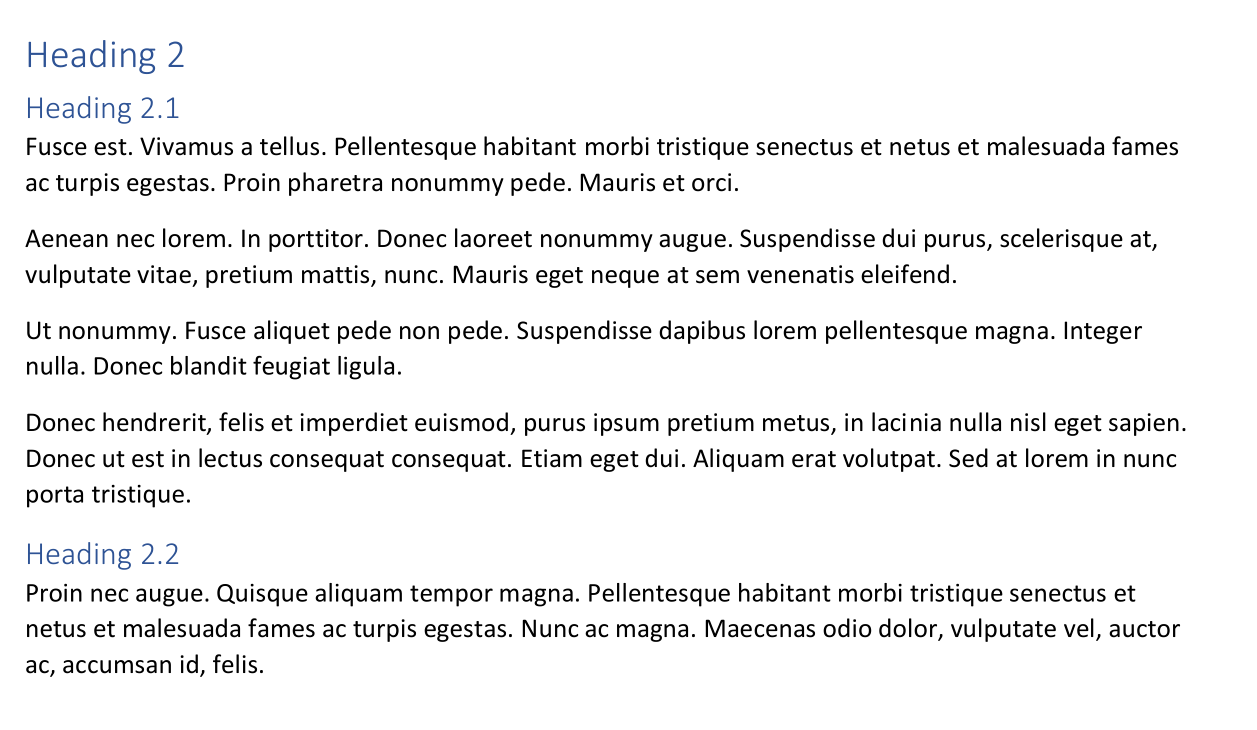 Heading 2
Heading 2.1
Fusce est. Vivamus a tellus. Pellentesque habitant morbi tristique senectus et netus et malesuada fames
ac turpis egestas. Proin pharetra nonummy pede. Mauris et orci.
Aenean nec lorem. In porttitor. Donec laoreet nonummy augue. Suspendisse dui purus, scelerisque at,
vulputate vitae, pretium mattis, nunc. Mauris eget neque at sem venenatis eleifend.
Ut nonummy. Fusce aliquet pede non pede. Suspendisse dapibus lorem pellentesque magna. Integer
nulla. Donec blandit feugiat ligula.
Donec hendrerit, felis et imperdiet euismod, purus ipsum pretium metus, in lacinia nulla nisl eget sapien.
Donec ut est in lectus consequat consequat. Etiam eget dui. Aliquam erat volutpat. Sed at lorem in nunc
porta tristique.
Heading 2.2
Proin nec augue. Quisque aliquam tempor magna. Pellentesque habitant morbi tristique senectus et
netus et malesuada fames ac turpis egestas. Nunc ac magna. Maecenas odio dolor, vulputate vel, auctor
ac, accumsan id, felis.